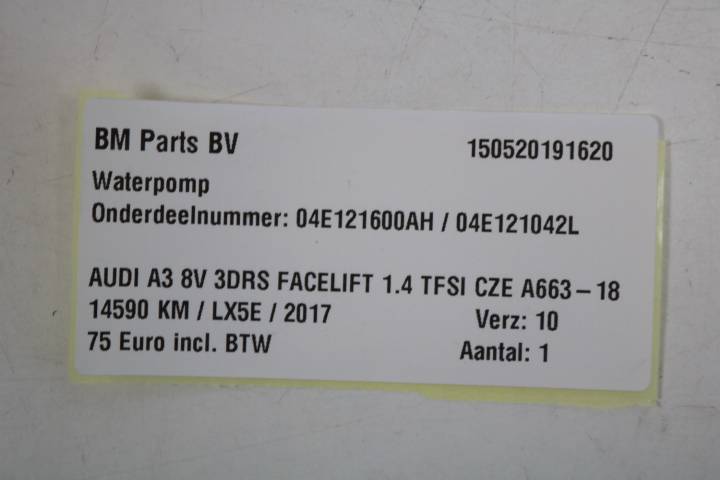 BM Parts BV 150520191620
Waterpomp
Onderdeelnummer: 04E121600AH / 04E121042L
AUDI A3 8V 3DRS FACELIFT 1.4 TFSI CZE A663-18
14590 KM / LX5E / 2017 Verz: 10
75 Euro incl. BTW Aantal: 1